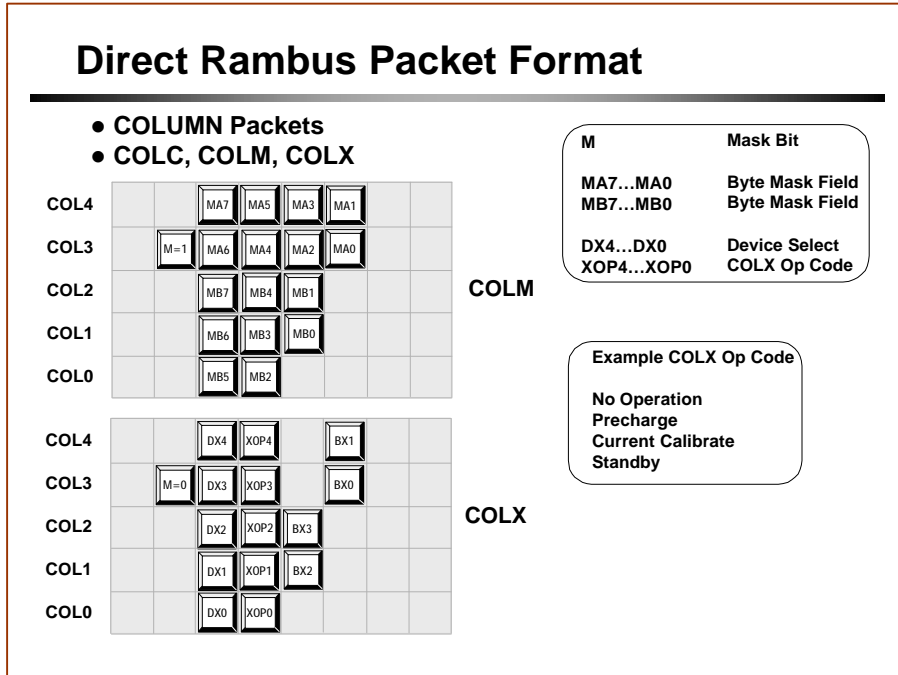 Direct Rambus Packet Format
● COLUMN Packets
● COLC, COLM, COLX
COL4 MA7 MA5 MA3 MA1
COL3 M=1 MA6 MA4 MA2 MA0
COL2 MB7 MB4 MB1
COL1 MB6 MB3 MB0
COL0 MB5 MB2
COLM
COL4 DX4 XOP4 BX1
COL3 M=0 DX3 XOP3 BX0
COL2 DX2 XOP2 BX3
COL1 DX1 XOP1 BX2
COL0 DX0 XOP0
COLX
M Mask Bit
MA7...MA0 Byte Mask Field
MB7...MB0 Byte Mask Field
DX4...DX0 Device Select
XOP4...XOP0 COLX Op Code
Example COLX Op Code
No Operation
Precharge
Current Calibrate
Standby